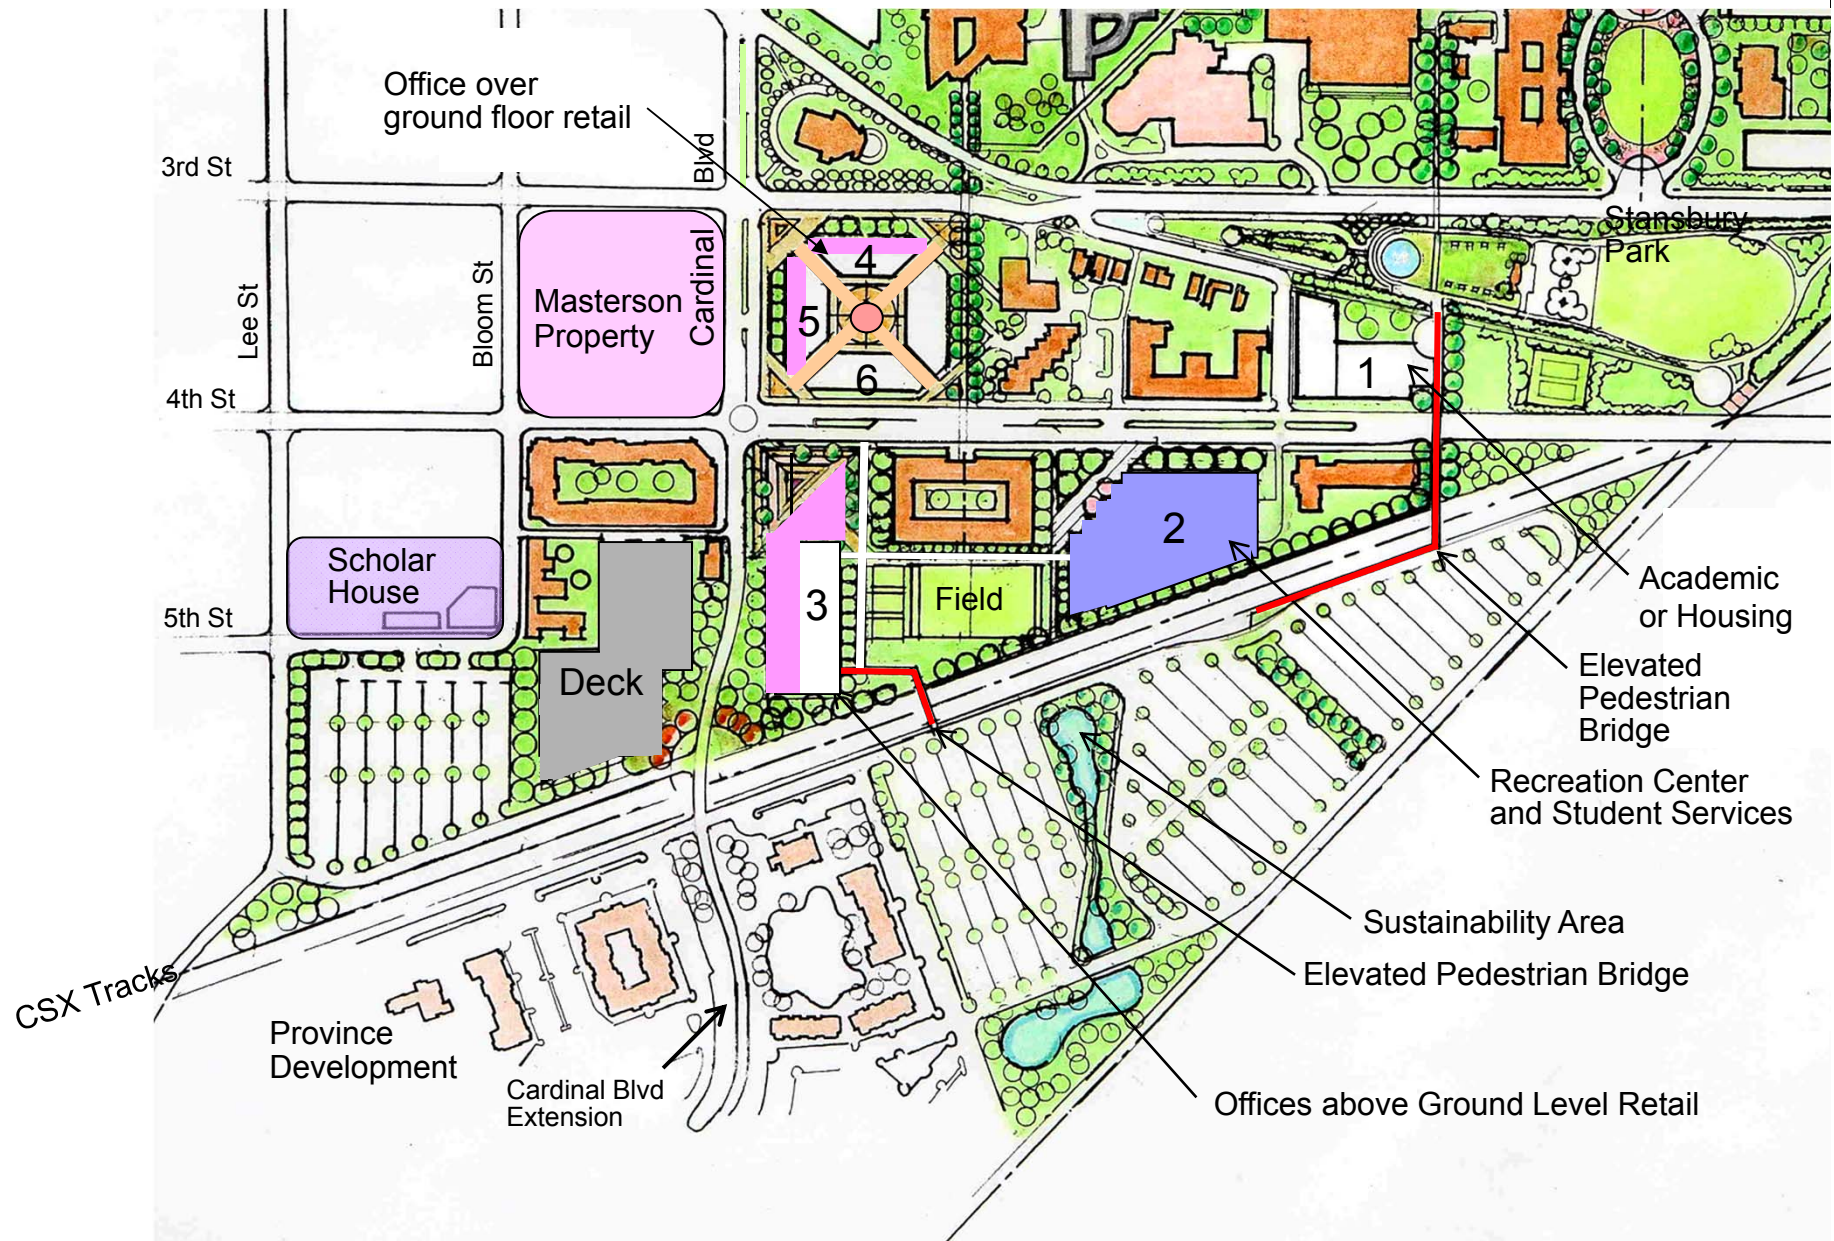 Office over
ground floor retail
3rd St
Blvd
Cardinal
Stansbury
Park
4
5
6
Masterson
Property
Lee St
Bloom St
1
4th St
2
Scholar
House
3
Field
5th St
Deck
Academic
or Housing
Elevated
Pedestrian
Bridge
Recreation Center
and Student Services
Sustainability Area
Elevated Pedestrian Bridge
CSX Tracks
Province
Development
Cardinal Blvd
Extension
Offices above Ground Level Retail